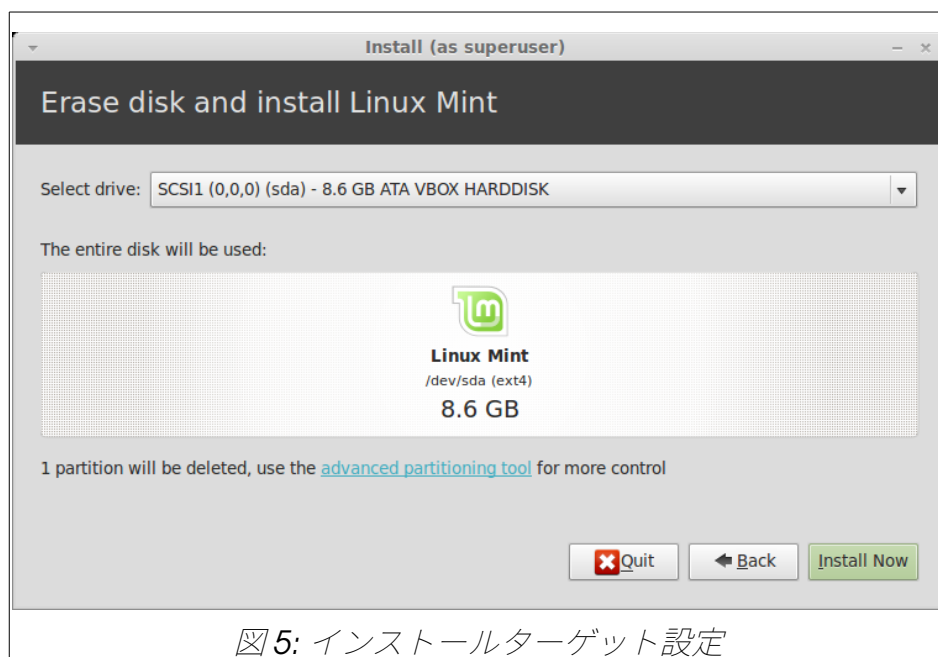 Install (as superuser)
Erase disk and install Linux Mint
Select drive: SCSI1 (0,0,0) (sda) - 8.6 GB ATA VBOX HARDDISK
The entire disk will be used:
Linux Mint
/dev/sda (ext4)
8.6 GB
1 partition will be deleted, use the advanced partitioning tool for more control
Quit Back Install Now
図 5: インストールターゲット設定